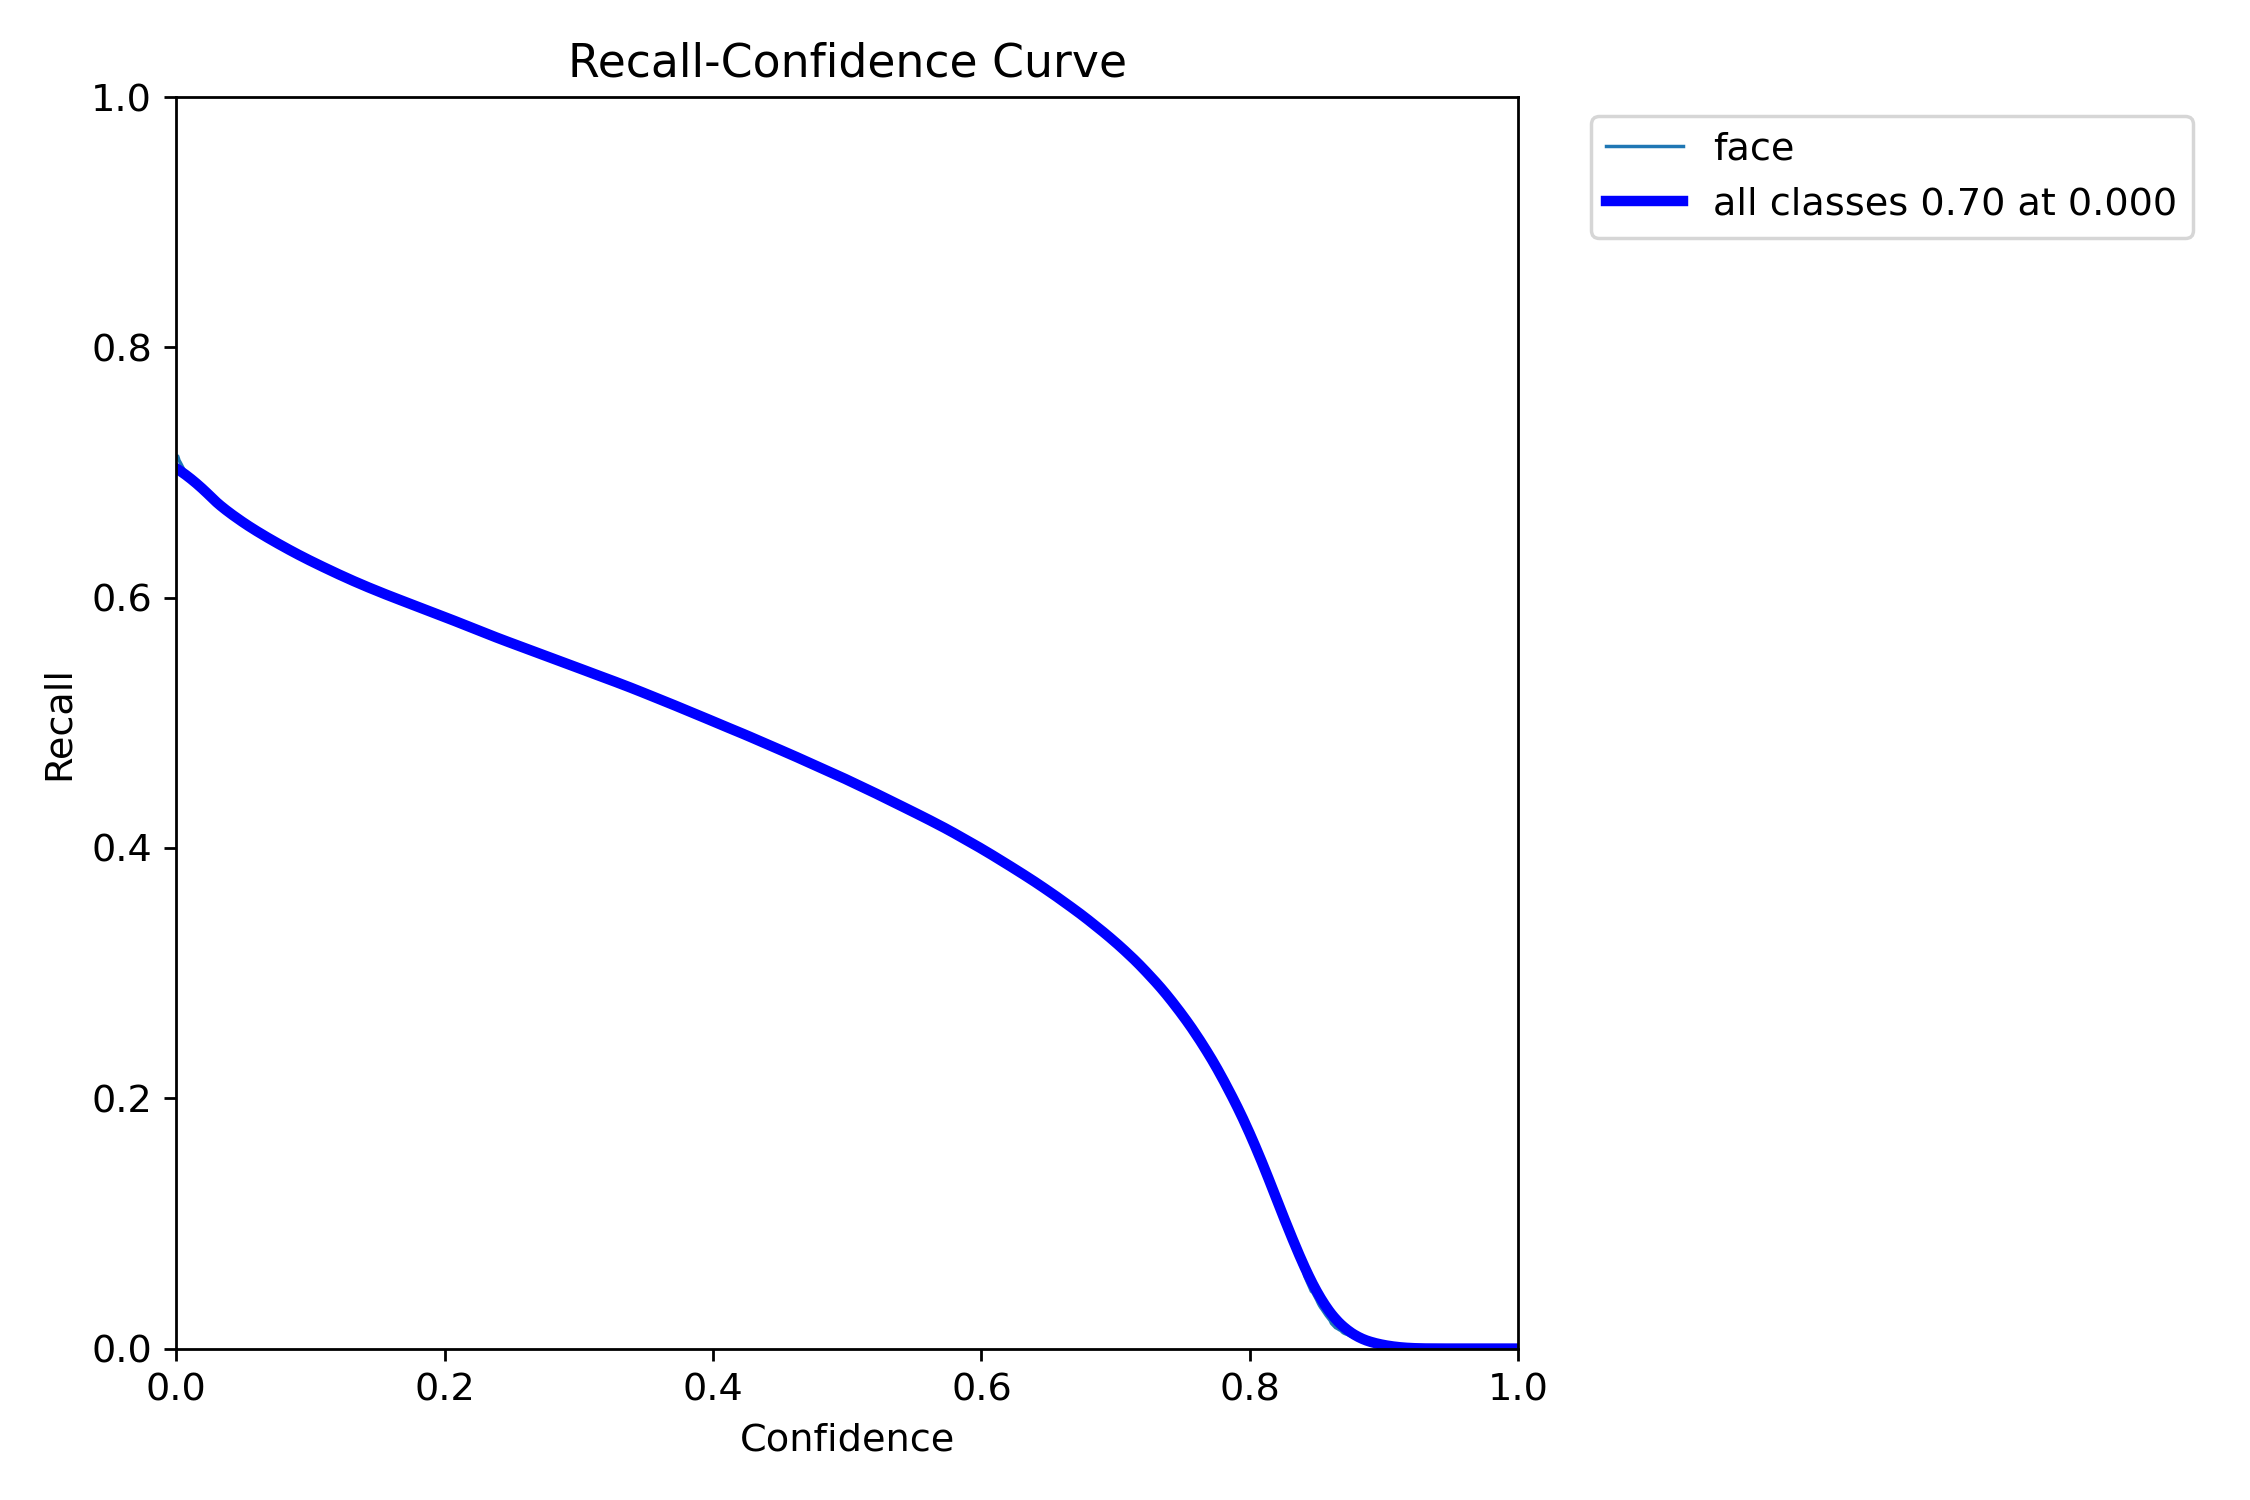 Recall-Confidence Curve
1.0
0.8
0.6
0.4
0.2
0.0
Recall
0.0 0.2 0.4 0.6 0.8 1.0
Confidence
face
all classes 0.70 at 0.000